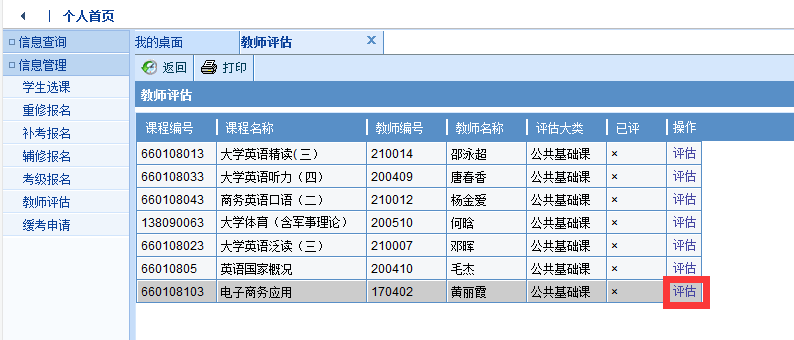 个人首页
信息查询
信息管理
学生选课
重修报名
补考报名
辅修报名
考级报名
教师评估
缓考申请
我的桌面 教师评估 ×
返回 打印
教师评估
课程编号 课程名称 教师编号 教师名称 评估大类 已评 操作
660108013 大学英语精读(三) 210014 邵泳超 公共基础课 × 评估
660108033 大学英语听力（四） 200409 唐春香 公共基础课 × 评估
660108043 商务英语口语（二） 210012 杨金爱 公共基础课 × 评估
138090063 大学体育（含军事理论） 200510 何晗 公共基础课 × 评估
660108023 大学英语泛读（三） 210007 邓晖 公共基础课 × 评估
66010805 英语国家概况 200410 毛杰 公共基础课 × 评估
660108103 电子商务应用 170402 黄丽霞 公共基础课 × 评估